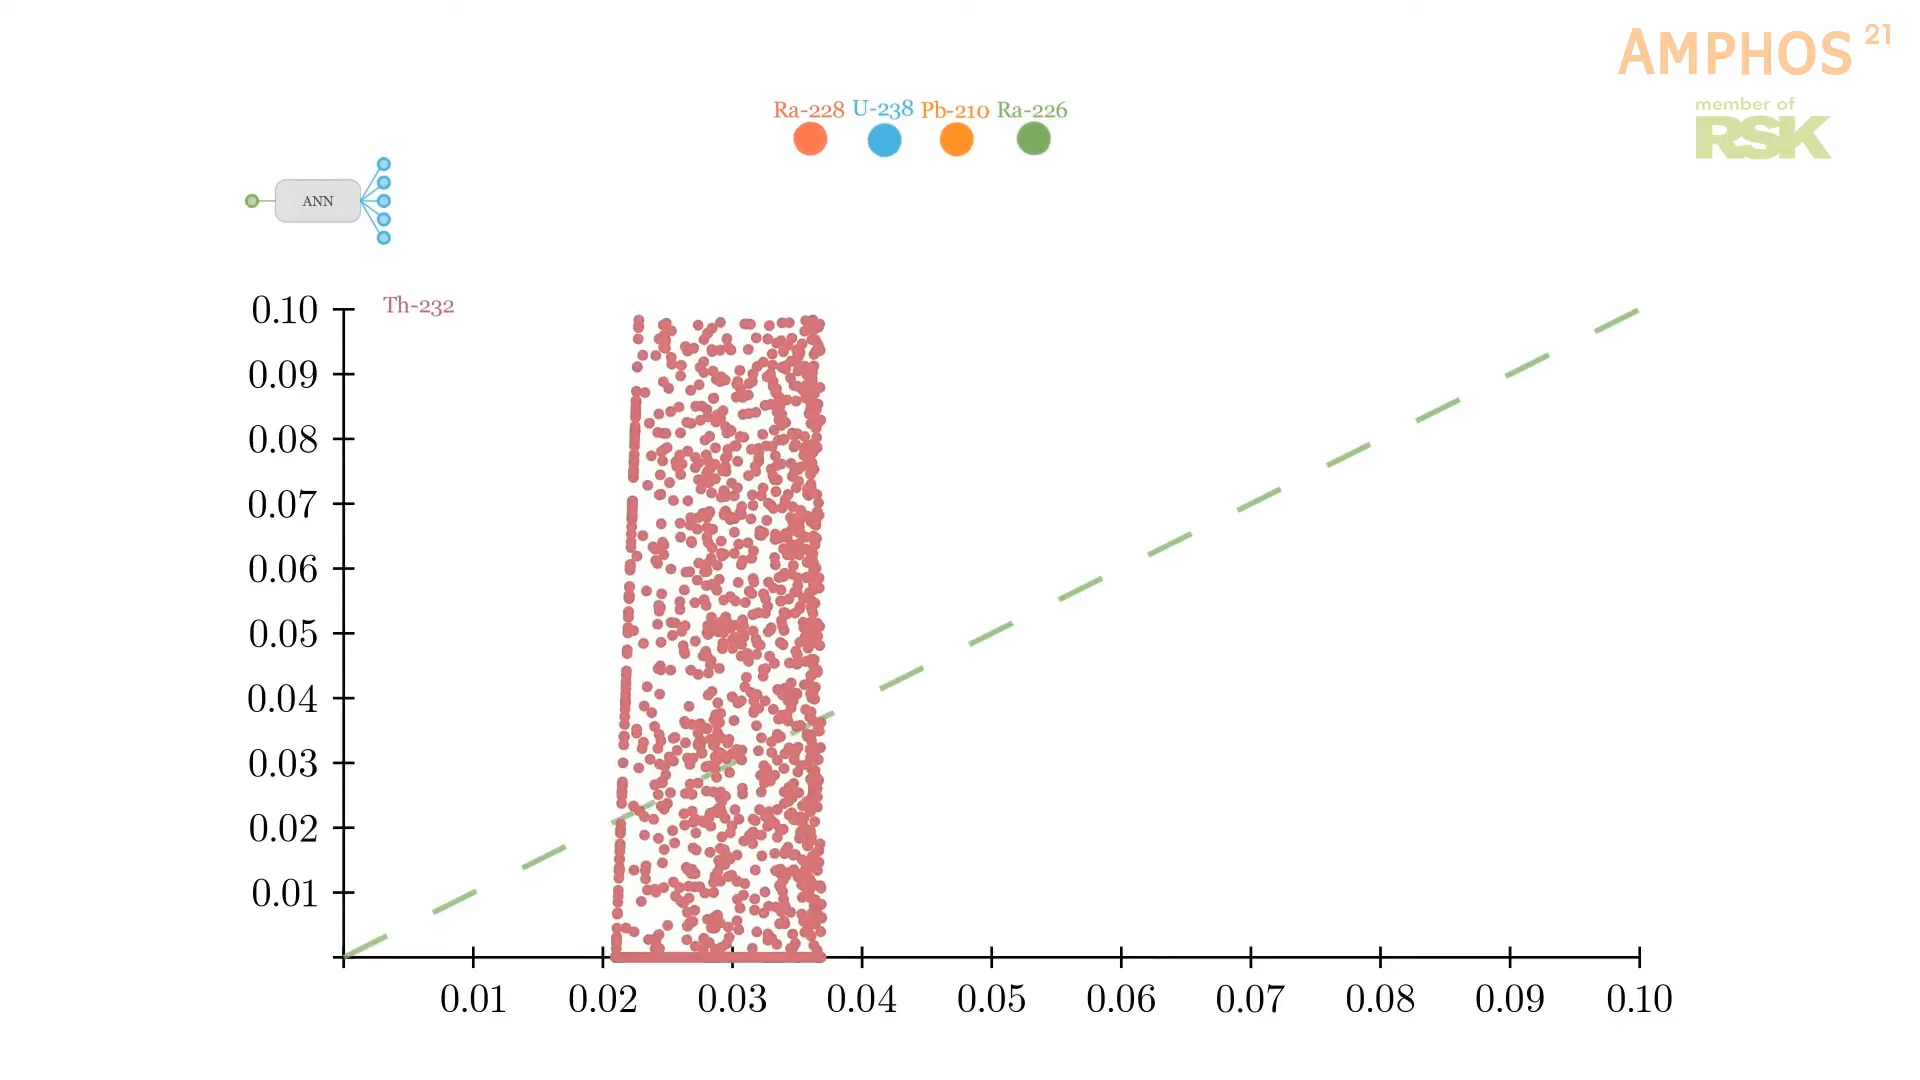 AMPHOS 21
member of
RSK
Ra-228 U-238 Pb-210 Ra-226
ANN
Th-232
0.10
0.09
0.08
0.07
0.06
0.05
0.04
0.03
0.02
0.01
0.01 0.02 0.03 0.04 0.05 0.06 0.07 0.08 0.09 0.10